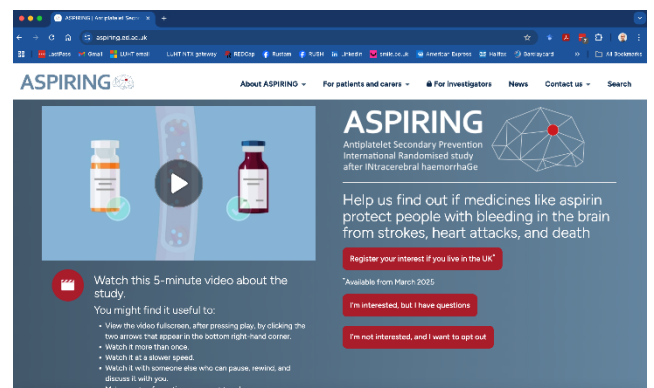 ASPIRING | Antiplatelet Secon
aspiring.ed.ac.uk
LastPass
Gmail
LUHT email
LUHT NTX gateway
REDCap
Rustam
RUSH
LinkedIn
smile.co.uk
American Express
Halifax
Barclaycard
All Bookmarks
ASPIRING
About ASPIRING
For patients and carers
For Investigators
News
Contact us
Search
ASPIRING
Antiplatelet Secondary Prevention
International Randomised study
after INtracerebral haemorrhaGe
Help us find out if medicines like aspirin
protect people with bleeding in the brain
from strokes, heart attacks, and death
Register your interest if you live in the UK*
*Available from March 2025
I'm interested, but I have questions
I'm not interested, and I want to opt out
Watch this 5-minute video about the
study.
You might find it useful to:
• View the video fullscreen, after pressing play, by clicking the
two arrows that appear in the bottom right-hand corner.
• Watch it more than once.
• Watch it at a slower speed.
• Watch it with someone else who can pause, rewind, and
discuss it with you.